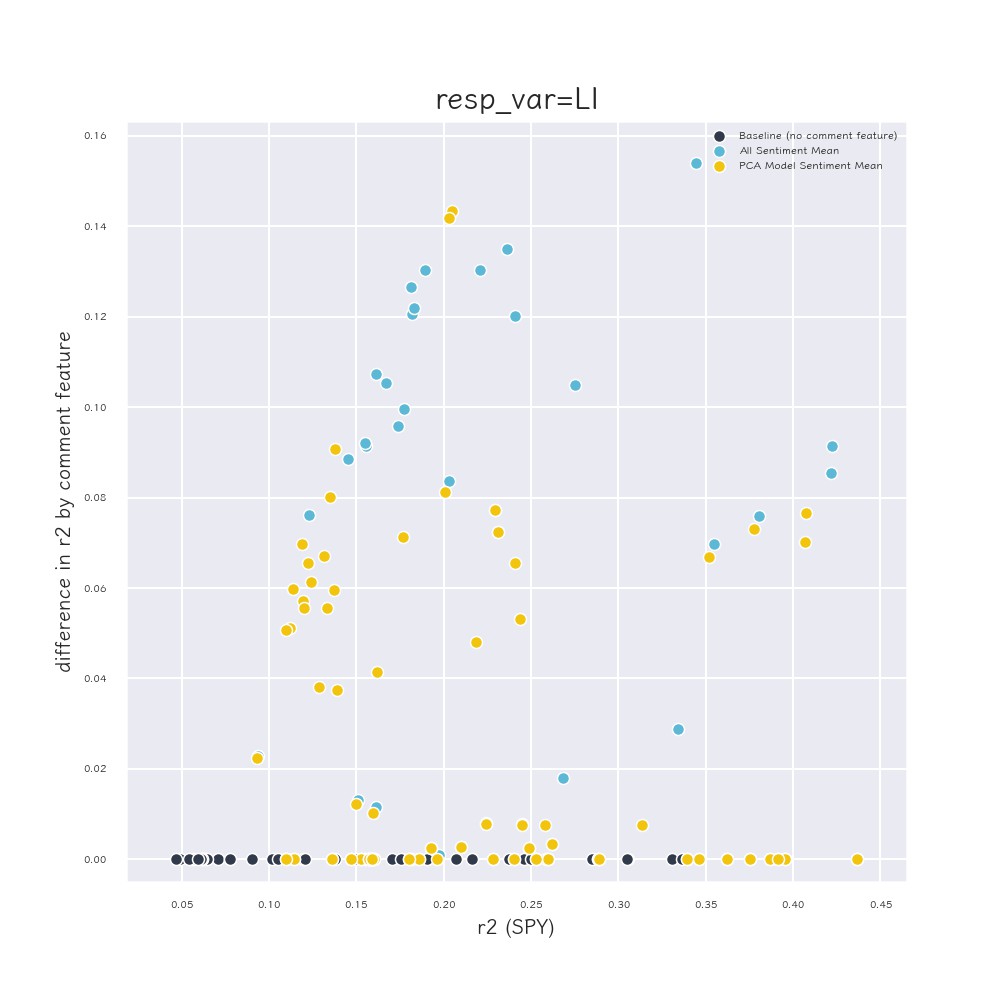 resp_var=LI
0.16
0.14
0.12
0.10
0.08
0.06
0.04
0.02
0.00
difference in r2 by comment feature
Baseline (no comment feature)
All Sentiment Mean
PCA Model Sentiment Mean
0.05 0.10 0.15 0.20 0.25 0.30 0.35 0.40 0.45
r2 (SPY)